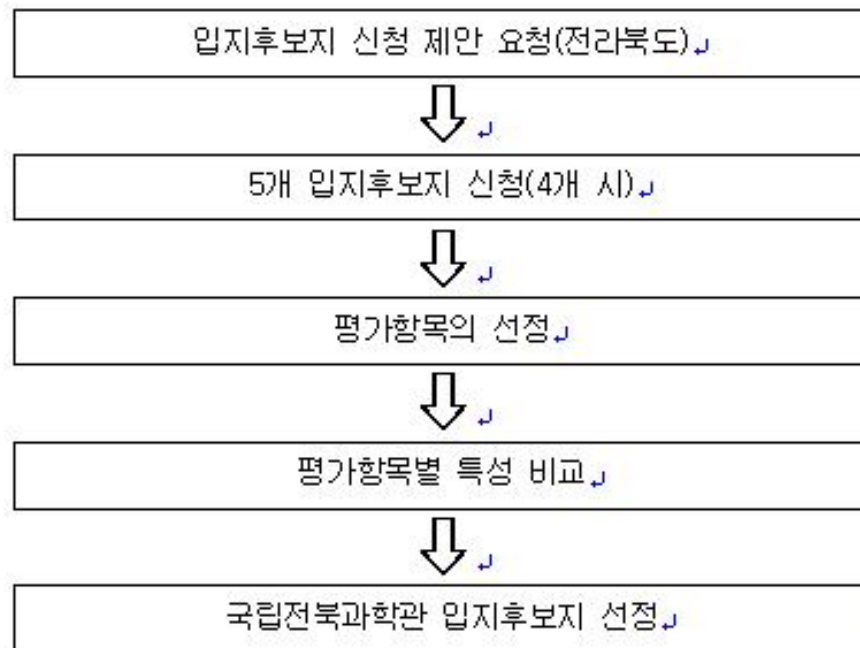 입지후보지 신청 제안 요청(전라북도)
5개 입지후보지 신청(4개 시)
평가항목의 선정
평가항목별 특성 비교
국립전북과학관 입지후보지 선정